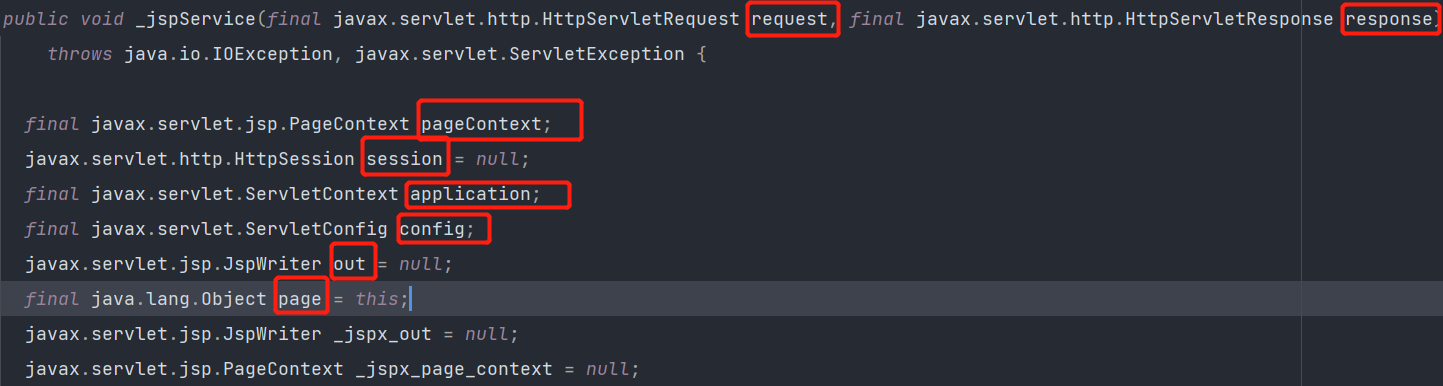 public void _jspService(final javax.servlet.http.HttpServletRequest request, final javax.servlet.http.HttpServletResponse response)
throws java.io.IOException, javax.servlet.ServletException {
final javax.servlet.jsp.PageContext pageContext;
javax.servlet.http.HttpSession session = null;
final javax.servlet.ServletContext application;
final javax.servlet.ServletConfig config;
javax.servlet.jsp.JspWriter out = null;
final java.lang.Object page = this;
javax.servlet.jsp.JspWriter _jspx_out = null;
javax.servlet.jsp.PageContext _jspx_page_context = null;